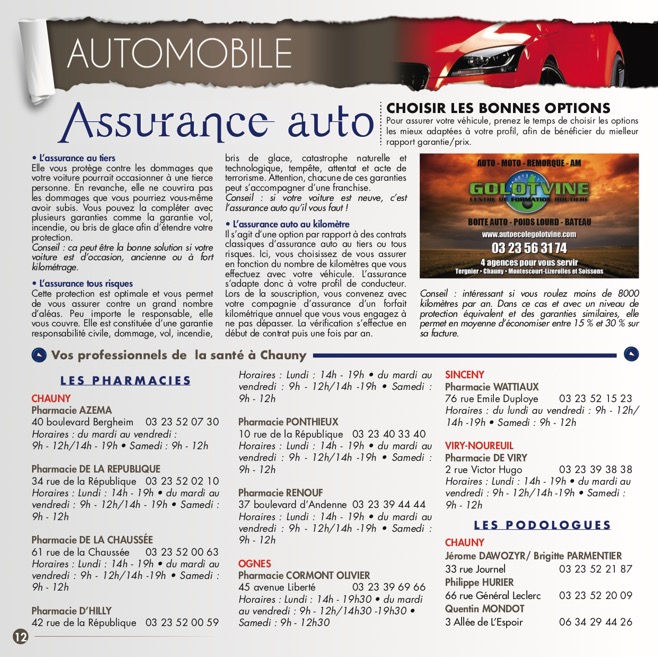 AUTOMOBILE
Assurance auto
CHOISIR LES BONNES OPTIONS
Pour assurer votre véhicule, prenez le temps de choisir les options
les mieux adaptées à votre profil, afin de bénéficier du mielleur
rapport garantie/prix.
• L'assurance au tiers
Elle vous protège contre les dommages que
votre voiture pourrait occasionner à une tierce
personne. En revanche, elle ne couvrira pas
les dommages que vous pourriez vous-même
avoir subis. Vous pouvez la compléter avec
plusieurs garanties comme la garantie vol,
incendie, ou bris de glace afin d'étendre votre
protection.
Conseil : ça peut être la bonne solution si votre
voiture est d'occasion, ancienne ou à fort
kilométrage.
• L'assurance tous risques
Cette protection est optimale et vous permet
de vous assurer contre un grand nombre
d'aléas. Peu importe le responsable, elle
vous couvre. Elle est constituée d'une garantie
responsabilité civile, dommage, vol, incendie,
bris de glace, catastrophe naturelle et
technologique, tempête, attentat et acte de
terrorisme. Attention, chacune de ces garanties
peut s'accompagner d'une franchise.
Conseil : si votre voiture est neuve, c'est
l'assurance auto qu'il vous faut !
• L'assurance auto au kilomètre
Il s'agit d'une option par rapport à des contrats
classiques d'assurance auto au tiers ou tous
risques. Ici, vous choisissez de vous assurer
en fonction du nombre de kilomètres que vous
effectuez avec votre véhicule. L'assurance
s'adapte donc à votre profil de conducteur.
Lors de la souscription, vous convenez avec
votre compagnie d'assurance d'un forfait
kilométrique annuel que vous vous engagez à
ne pas dépasser. La vérification s'effectue en
début de contrat puis une fois par an.
AUTO - MOTO - REMORQUE - AM
GOLOTVINE
CENTRE DE FORMATION ROUTIERE
BOITE AUTO - POIDS LOURD - BATEAU
www.autoecolegolotvine.com
03 23 56 31 74
4 agences pour vous servir
Tergnier - Chauny - Montescourt-Lizerolles et Soissons
Conseil : intéressant si vous roulez moins de 8000
kilomètres par an. Dans ce cas et avec un niveau de
protection équivalent et des garanties similaires, elle
permet en moyenne d'économiser entre 15 % et 30 % sur
sa facture.
Vos professionnels de la santé à Chauny
LES PHARMACIES
CHAUNY
Pharmacie AZEMA
40 boulevard Bergheim 03 23 52 07 30
Horaires : du mardi au vendredi :
9h - 12h/14h - 19h • Samedi : 9h - 12h
Pharmacie DE LA REPUBLIQUE
34 rue de la République 03 23 52 02 10
Horaires : Lundi : 14h - 19h • du mardi au
vendredi : 9h - 12h/14h -19h • Samedi :
9h - 12h
Pharmacie DE LA CHAUSSÉE
61 rue de la Chaussée 03 23 52 00 63
Horaires : Lundi : 14h - 19h • du mardi au
vendredi : 9h - 12h/14h -19h • Samedi :
9h - 12h
Pharmacie D'HILLY
42 rue de la République 03 23 52 00 59
Horaires : Lundi : 14h - 19h • du mardi au
vendredi : 9h - 12h/14h -19h • Samedi :
9h - 12h
Pharmacie PONTHIEUX
10 rue de la République 03 23 40 33 40
Horaires : Lundi : 14h - 19h • du mardi au
vendredi : 9h - 12h/14h -19h • Samedi :
9h - 12h
Pharmacie RENOUF
37 boulevard d'Andenne 03 23 39 44 44
Horaires : Lundi : 14h - 19h • du mardi au
vendredi : 9h - 12h/14h -19h • Samedi :
9h - 12h
OGNES
Pharmacie CORMONT OLIVIER
45 avenue Liberté 03 23 39 69 66
Horaires : Lundi : 14h - 19h30 • du mardi
au vendredi : 9h - 12h/14h30 -19h30 •
Samedi : 9h - 12h30
SINCENY
Pharmacie WATTIAUX
76 rue Emile Duploye 03 23 52 15 23
Horaires : du lundi au vendredi : 9h - 12h/
14h -19h • Samedi : 9h - 12h
VIRY-NOUREUIL
Pharmacie DE VIRY
2 rue Victor Hugo 03 23 39 38 38
Horaires : Lundi : 14h - 19h • du mardi au
vendredi : 9h - 12h/14h -19h • Samedi :
9h - 12h
LES PODOLOGUES
CHAUNY
Jérome DAWOZYR/ Brigitte PARMENTIER
33 rue Journel 03 23 52 21 87
Philippe HURIER
66 rue Général Leclerc 03 23 52 20 09
Quentin MONDOT
3 Allée de L'Espoir 06 34 29 44 26
12